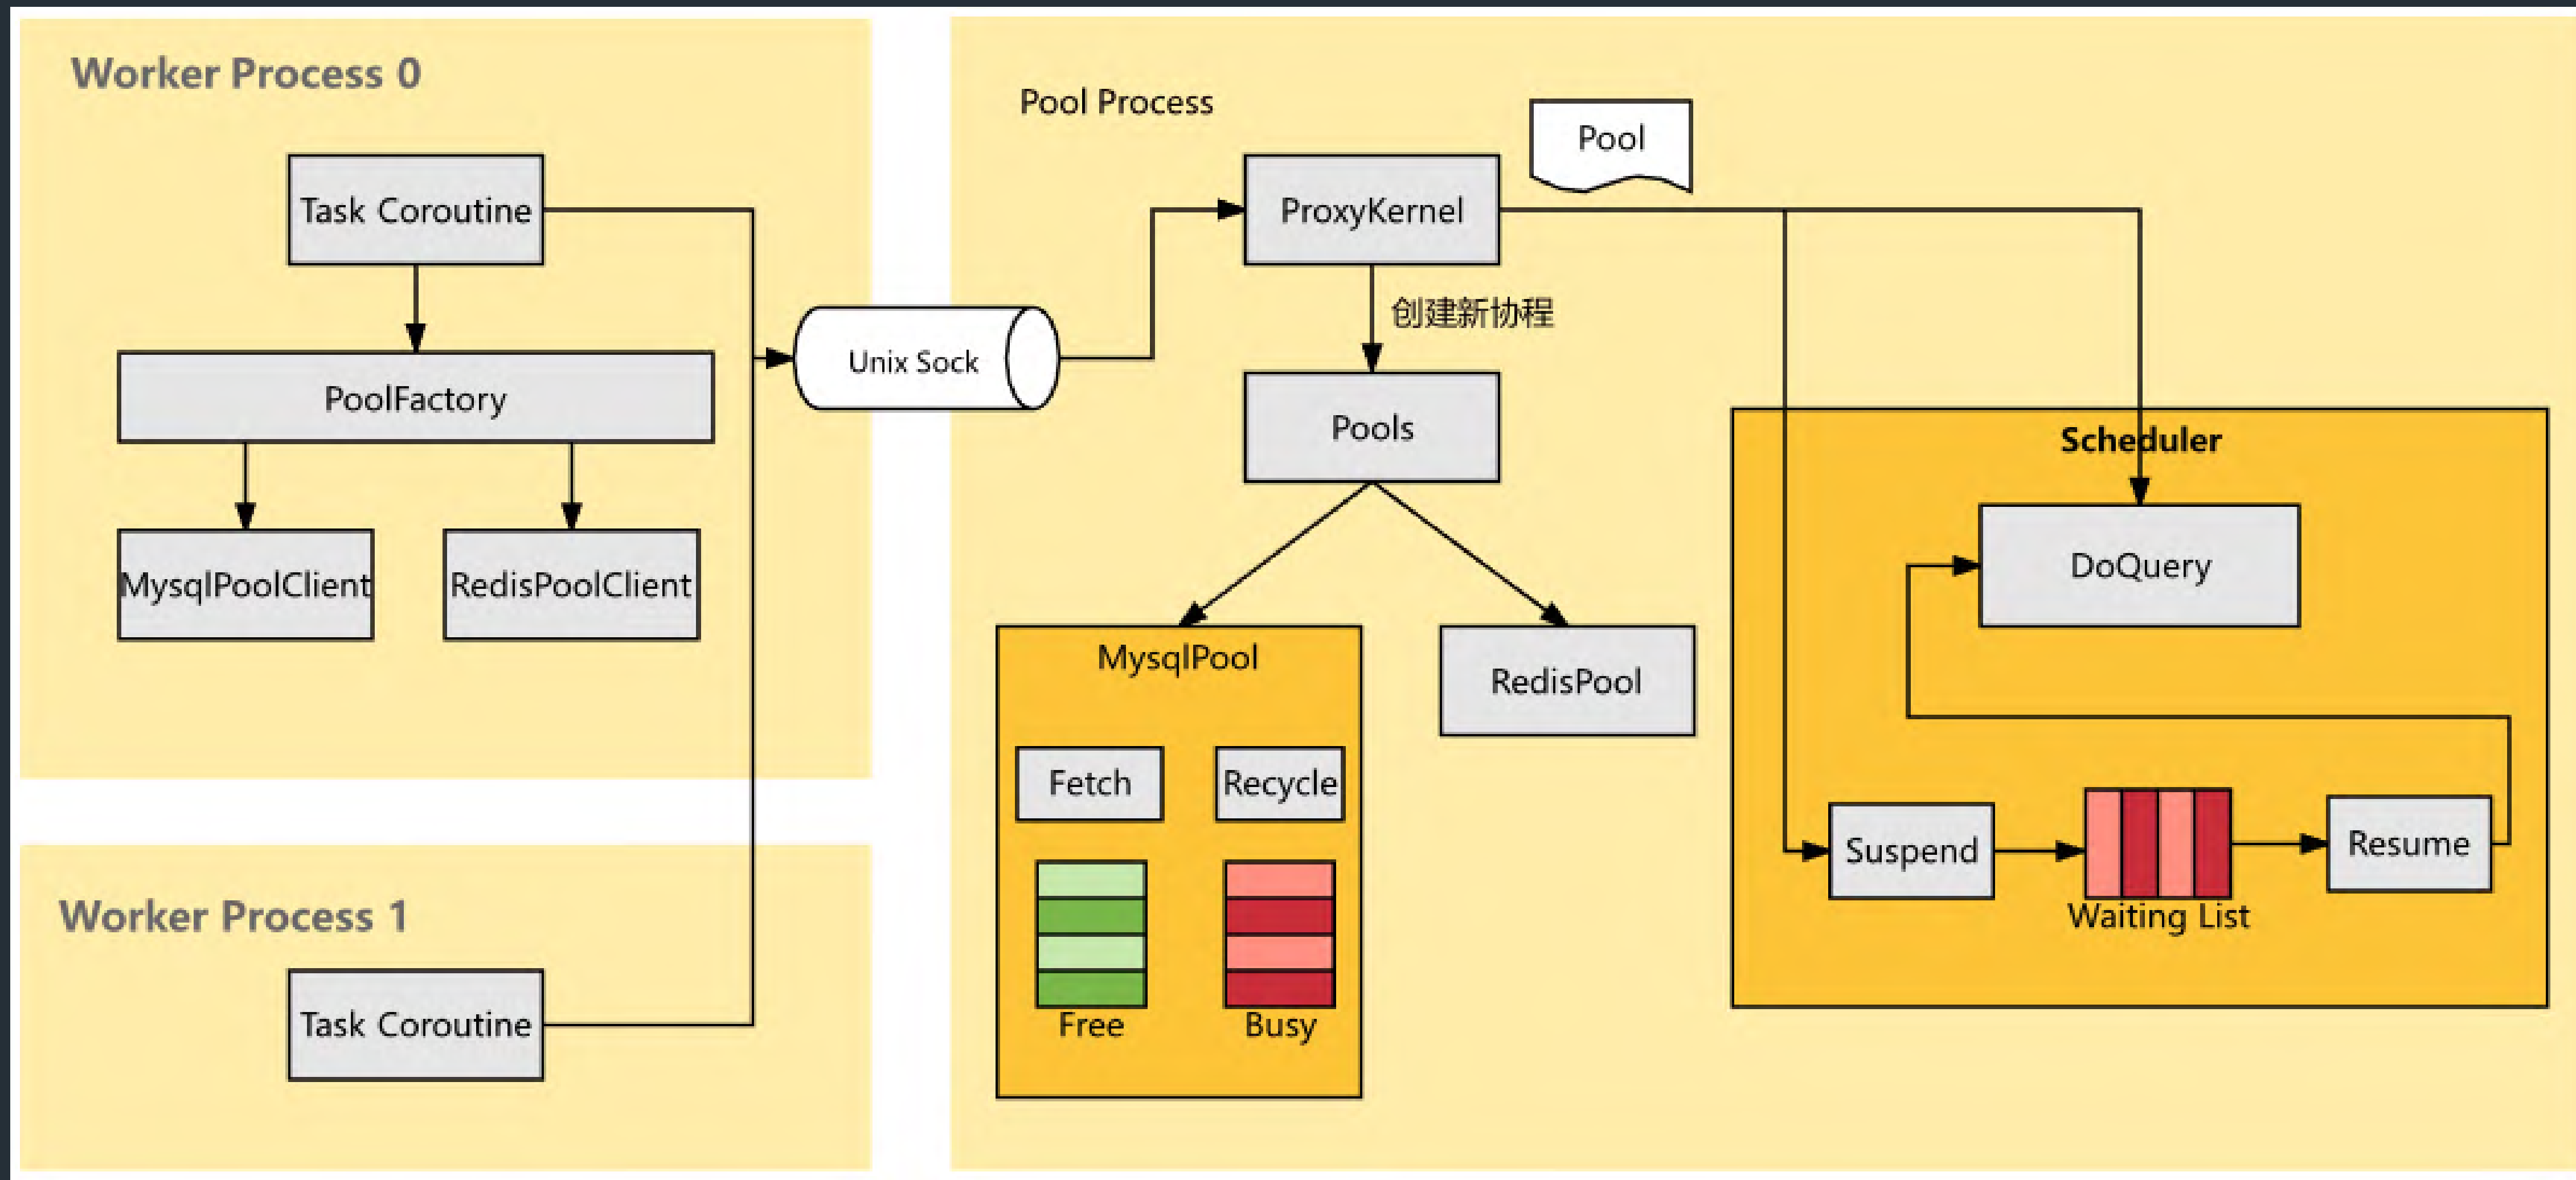 Worker Process 0
Task Coroutine
PoolFactory
MysqlPoolClient
RedisPoolClient
Worker Process 1
Task Coroutine
Unix Sock
Pool Process
ProxyKernel
Pool
创建新协程
Pools
MysqlPool
Fetch
Recycle
Free
Busy
RedisPool
Scheduler
DoQuery
Suspend
Waiting List
Resume